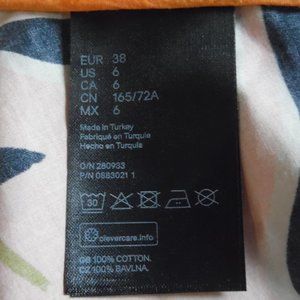 EUR 38
US 6
CA 6
CN 165/72A
MX 6
Made in Turkey
Fabriqué en Turquie
Hecho en Turquía
O/N 280933
P/N 0883021 1
30
clevercare.info
GB 100% COTTON.
CZ 100% BAVLNA.